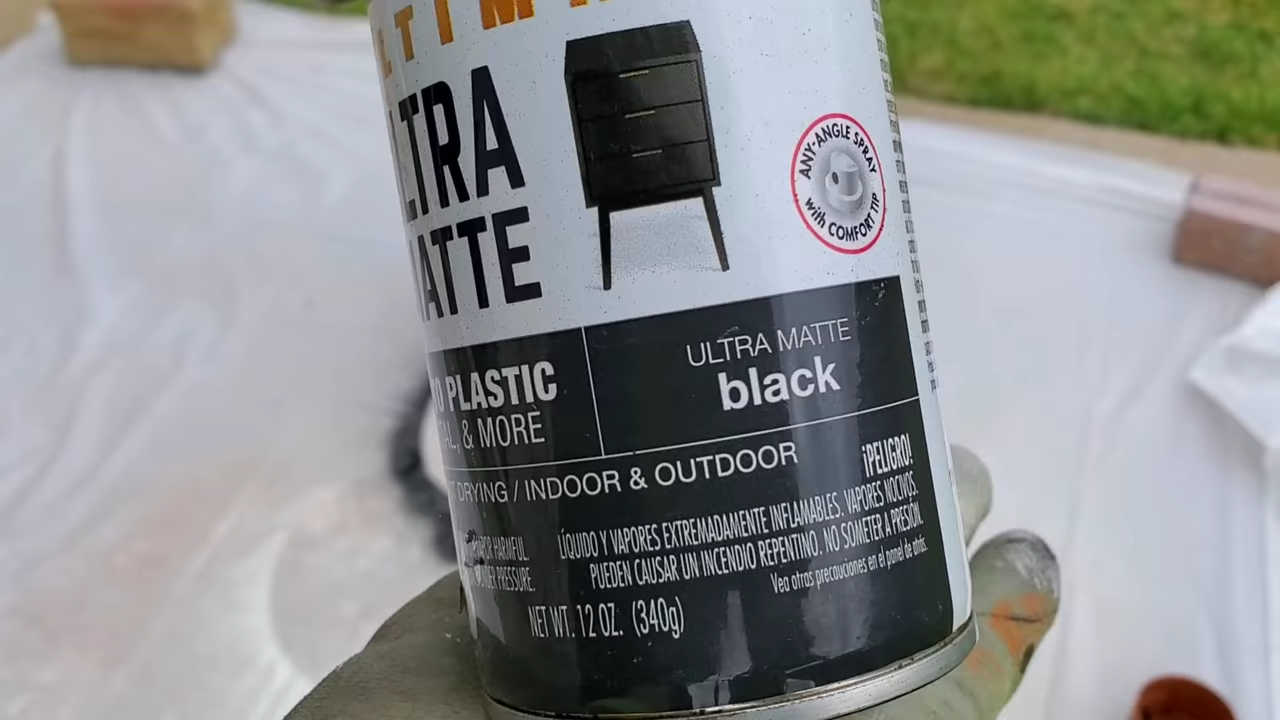 ULTRA
MATTE
ANY-ANGLE SPRAY
with COMFORT TIP
TO PLASTIC
& MORE
ULTRA MATTE
black
DRYING / INDOOR & OUTDOOR
¡PELIGRO!
HARMFUL.
PRESSURE.
LÍQUIDO Y VAPORES EXTREMADAMENTE INFLAMABLES. VAPORES NOCIVOS.
PUEDEN CAUSAR UN INCENDIO REPENTINO. NO SOMETER A PRESIÓN.
Vea otras precauciones en el panel de atrás.
NET WT. 12 OZ. (340g)